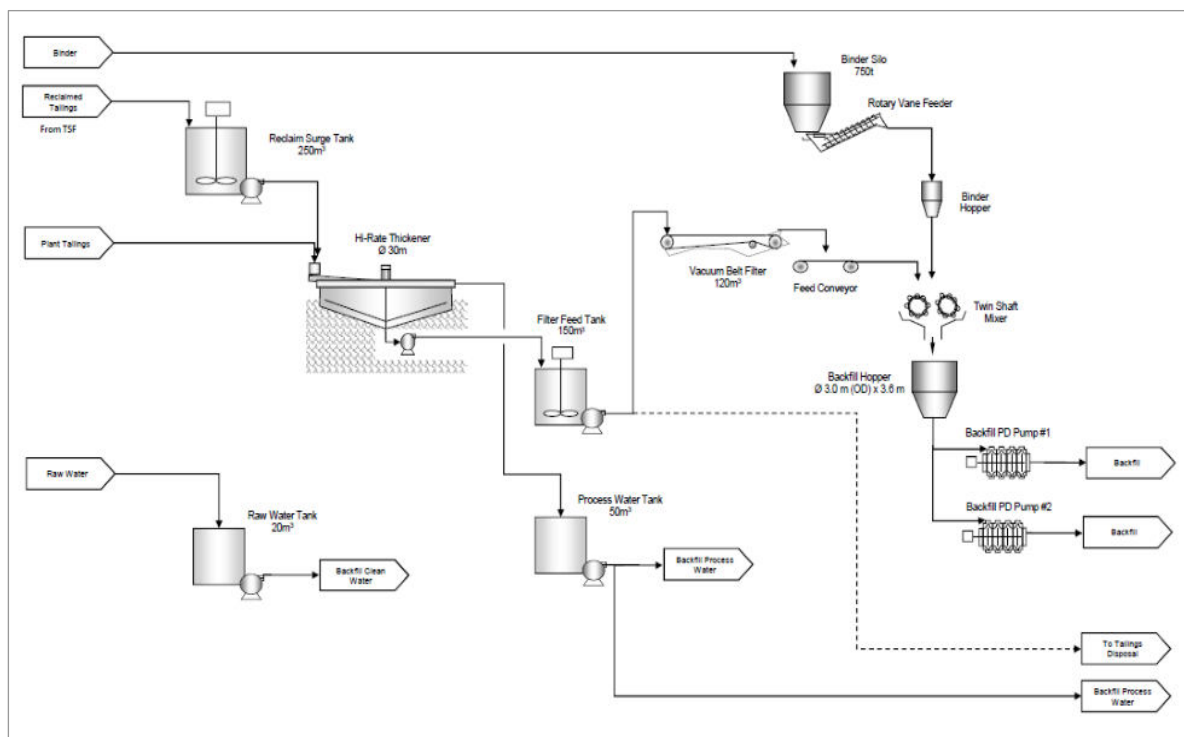 Binder
Binder Silo
750t
Reclaimed
Tailings
From TSF
Rotary Vane Feeder
Reclaim Surge Tank
250m³
Binder
Hopper
Plant Tailings
Hi-Rate Thickener
Ø 30m
Vacuum Belt Filter
120m³
Feed Conveyor
Twin Shaft
Mixer
Filter Feed Tank
150m³
Backfill Hopper
Ø 3.0 m (OD) x 3.6 m
Backfill PD Pump #1
Backfill
Raw Water
Raw Water Tank
20m³
Process Water Tank
50m³
Backfill PD Pump #2
Backfill
Backfill Clean
Water
Backfill Process
Water
To Tailings
Disposal
Backfill Process
Water